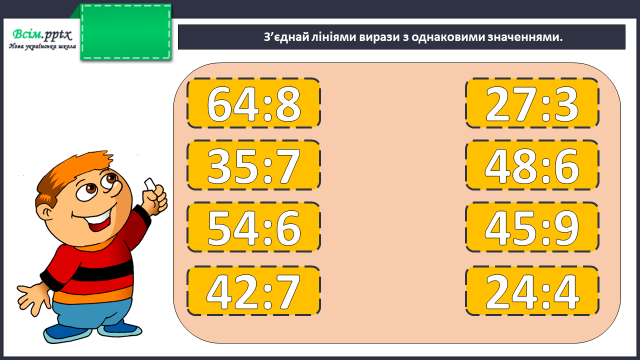 Всім.pptx
Нова українська школа
З’єднай лініями вирази з однаковими значеннями.
64:8
27:3
35:7
48:6
54:6
45:9
42:7
24:4